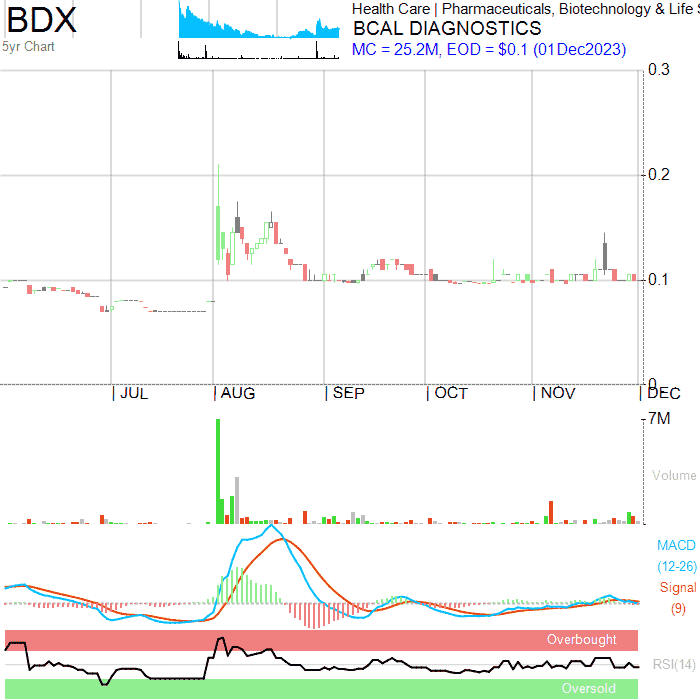 BDX
5yr Chart
Health Care | Pharmaceuticals, Biotechnology & Life S
BCAL DIAGNOSTICS
MC = 25.2M, EOD = $0.1 (01Dec2023)
0.3
0.2
0.1
0
JUL AUG SEP OCT NOV DEC
7M
Volume
MACD
(12-26)
Signal
(9)
Overbought
RSI(14)
Oversold